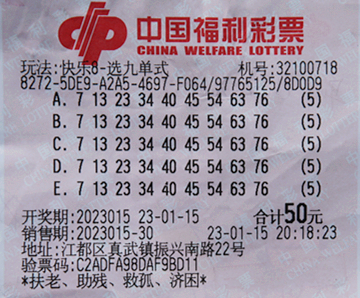 中国福利彩票
CHINA WELFARE LOTTERY
玩法:快乐8-选九单式 机号:32100718
8272-5DE9-A2A5-4697-F064/97765125/8D0D9
A. 7 13 23 34 40 45 54 63 76 (5)
B. 7 13 23 34 40 45 54 63 76 (5)
C. 7 13 23 34 40 45 54 63 76 (5)
D. 7 13 23 34 40 45 54 63 76 (5)
E. 7 13 23 34 40 45 54 63 76 (5)
开奖期:2023015 23-01-15 合计50元
销售期:2023015-30 23-01-15 20:18:23
地址:江都区真武镇振兴南路22号
验票码:C2ADFA98DAF9BD11
*扶老、助残、救孤、济困*